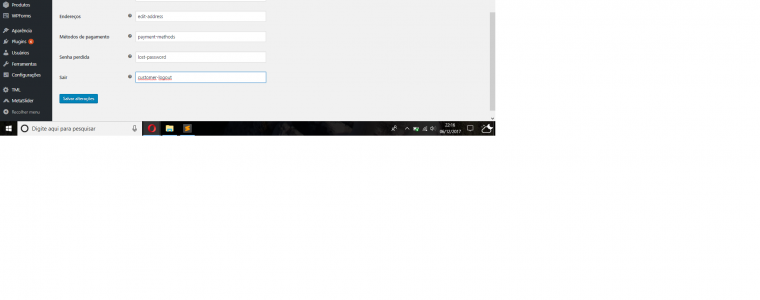 Produtos
WPForms
Aparência
Plugins
Usuários
Ferramentas
Configurações
TML
MetaSlider
Recolher menu
Endereços
edit-address
Métodos de pagamento
payment-methods
Senha perdida
lost-password
Sair
customer-logout
Salvar alterações
Digite aqui para pesquisar
22:16
06/12/2017